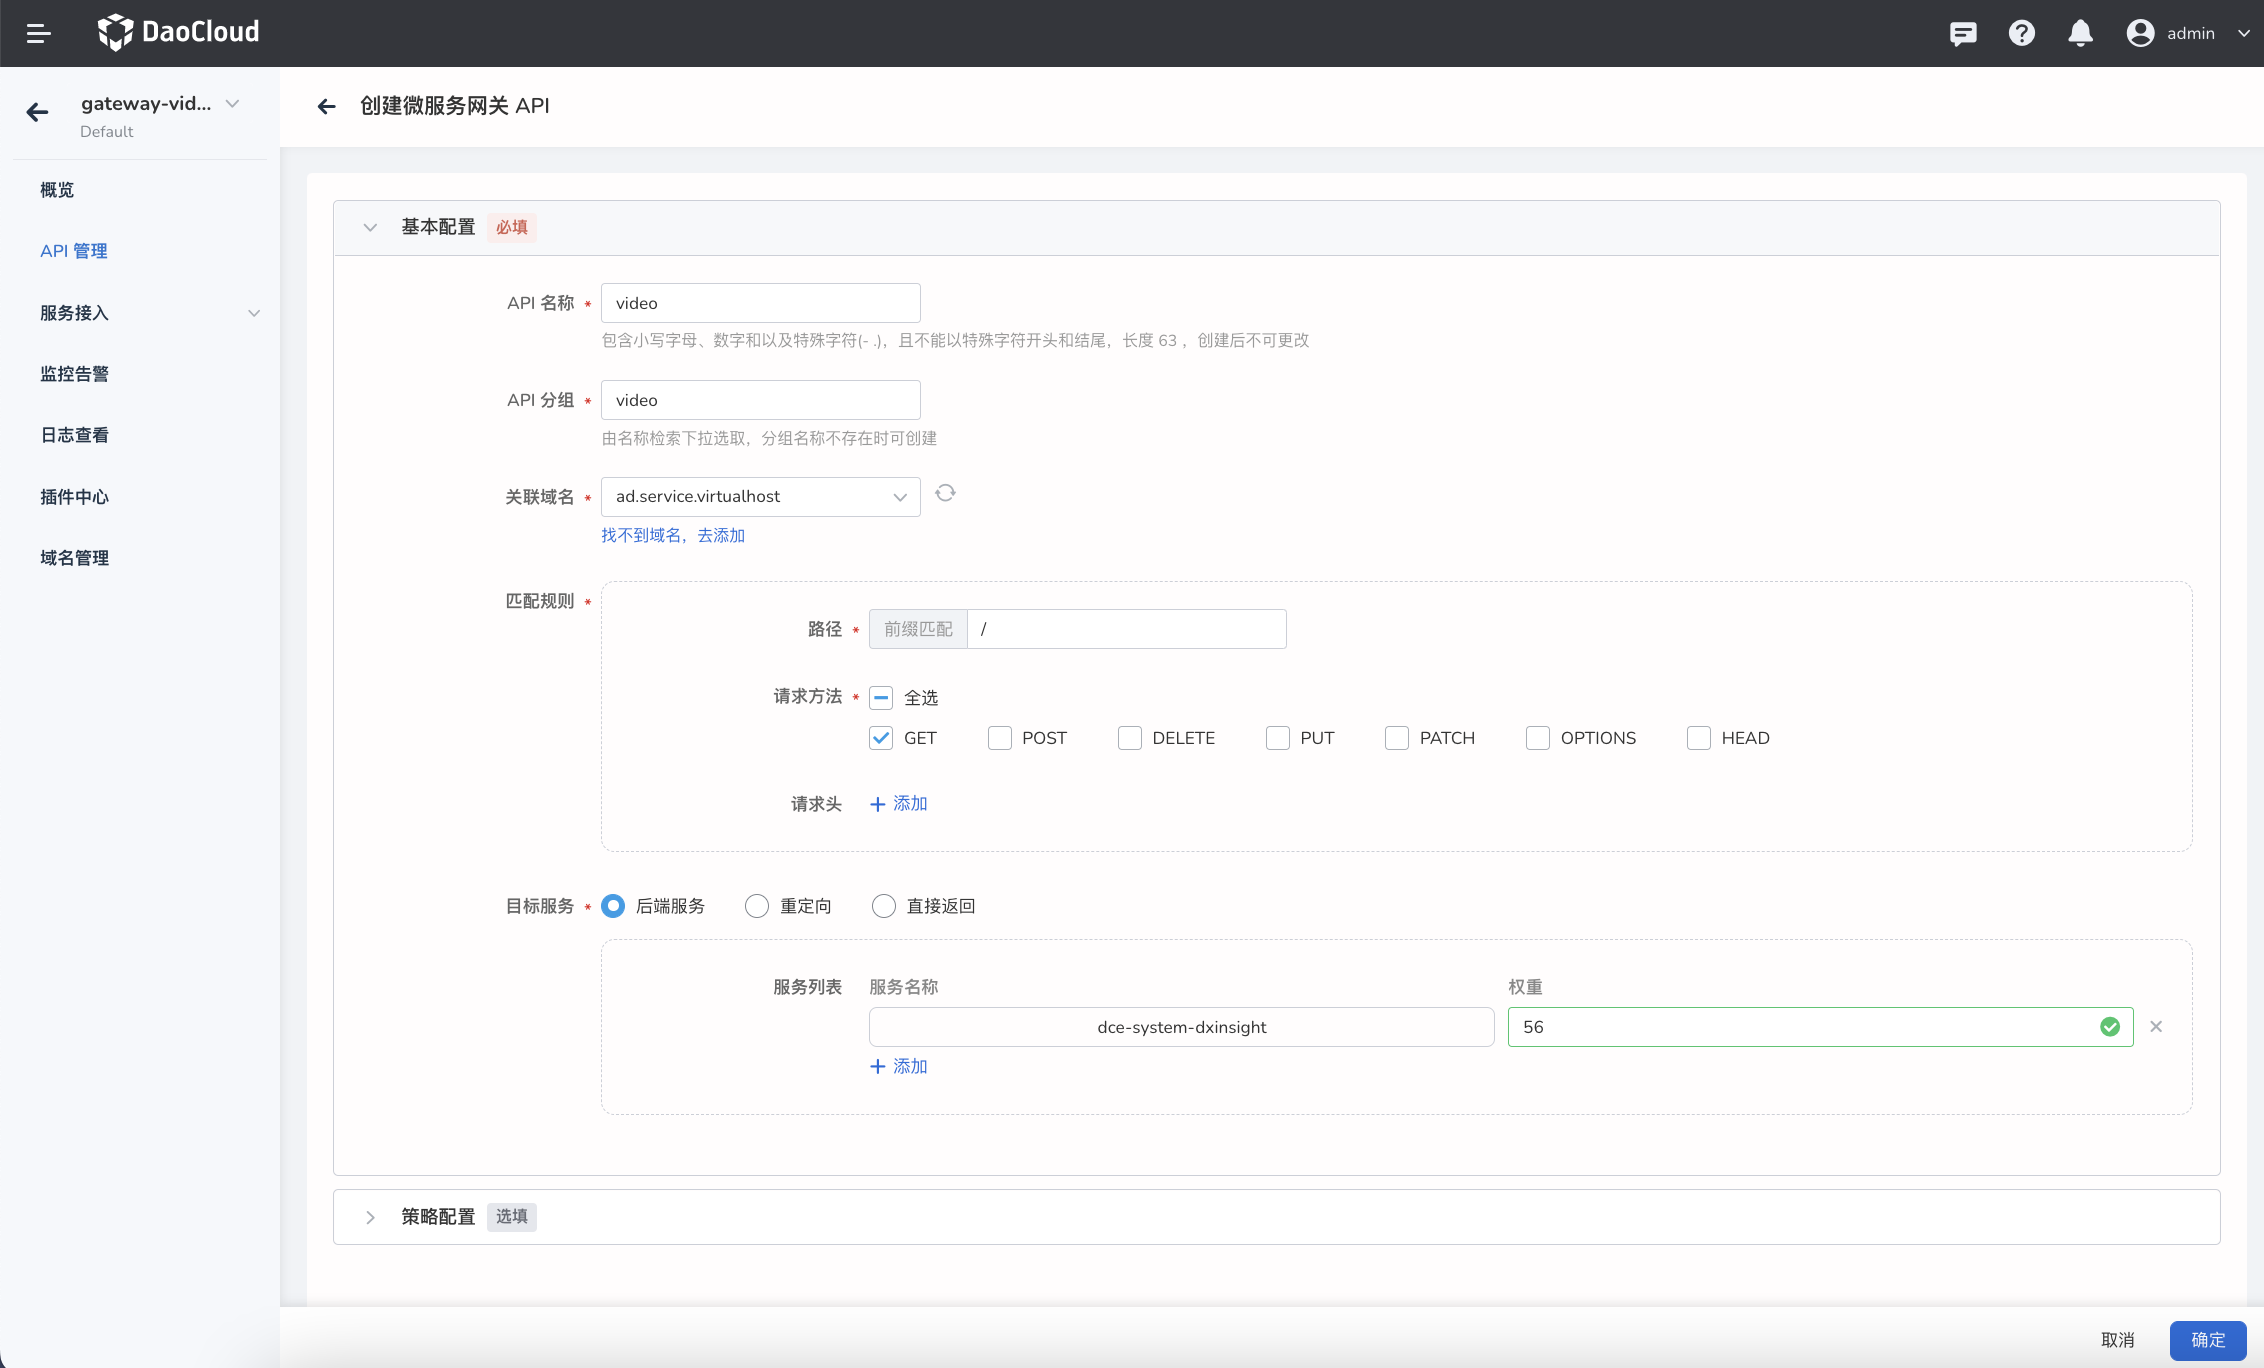 DaoCloud
admin
gateway-vid...
Default
概览
API 管理
服务接入
监控告警
日志查看
插件中心
域名管理
创建微服务网关 API
基本配置 必填
API 名称 * video
包含小写字母、数字和以及特殊字符(- .)，且不能以特殊字符开头和结尾，长度 63 ，创建后不可更改
API 分组 * video
由名称检索下拉选取，分组名称不存在时可创建
关联域名 * ad.service.virtualhost
找不到域名，去添加
匹配规则 *
路径 * 前缀匹配 /
请求方法 * 全选
GET POST DELETE PUT PATCH OPTIONS HEAD
请求头 + 添加
目标服务 * 后端服务 重定向 直接返回
服务列表 服务名称 权重
dce-system-dxinsight 56
+ 添加
策略配置 选填
取消 确定